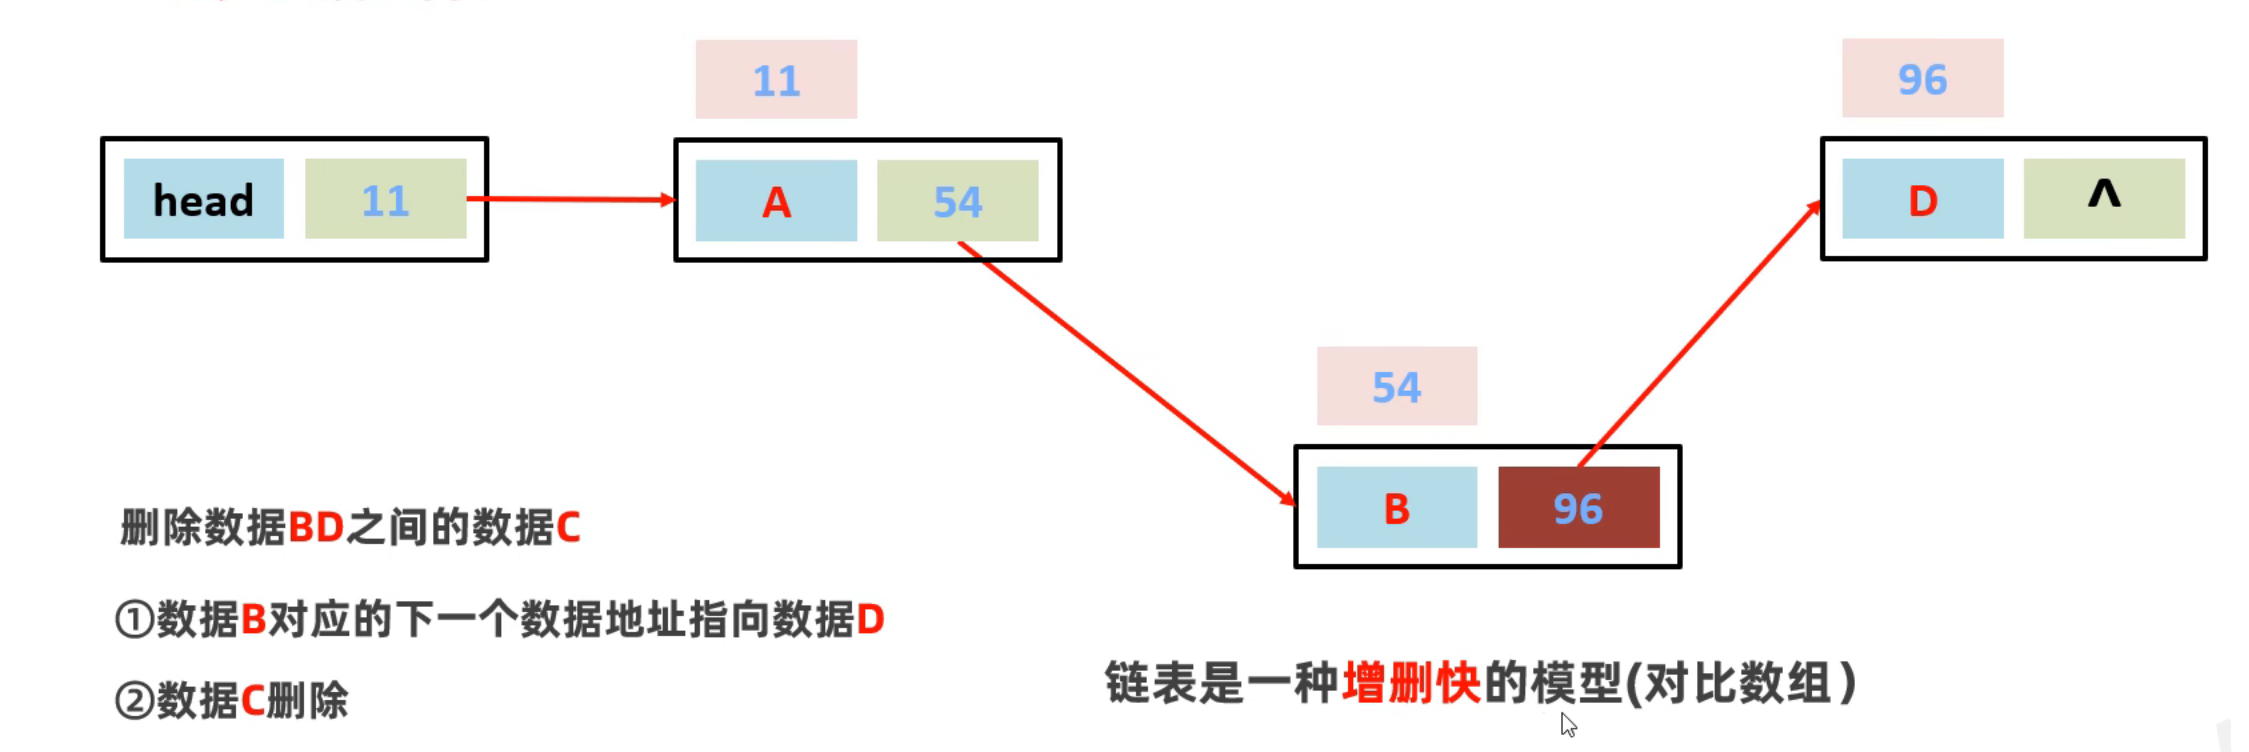 11
96
head 11
A 54
D ^
54
B 96
删除数据BD之间的数据C
①数据B对应的下一个数据地址指向数据D
②数据C删除
链表是一种增删快的模型(对比数组)